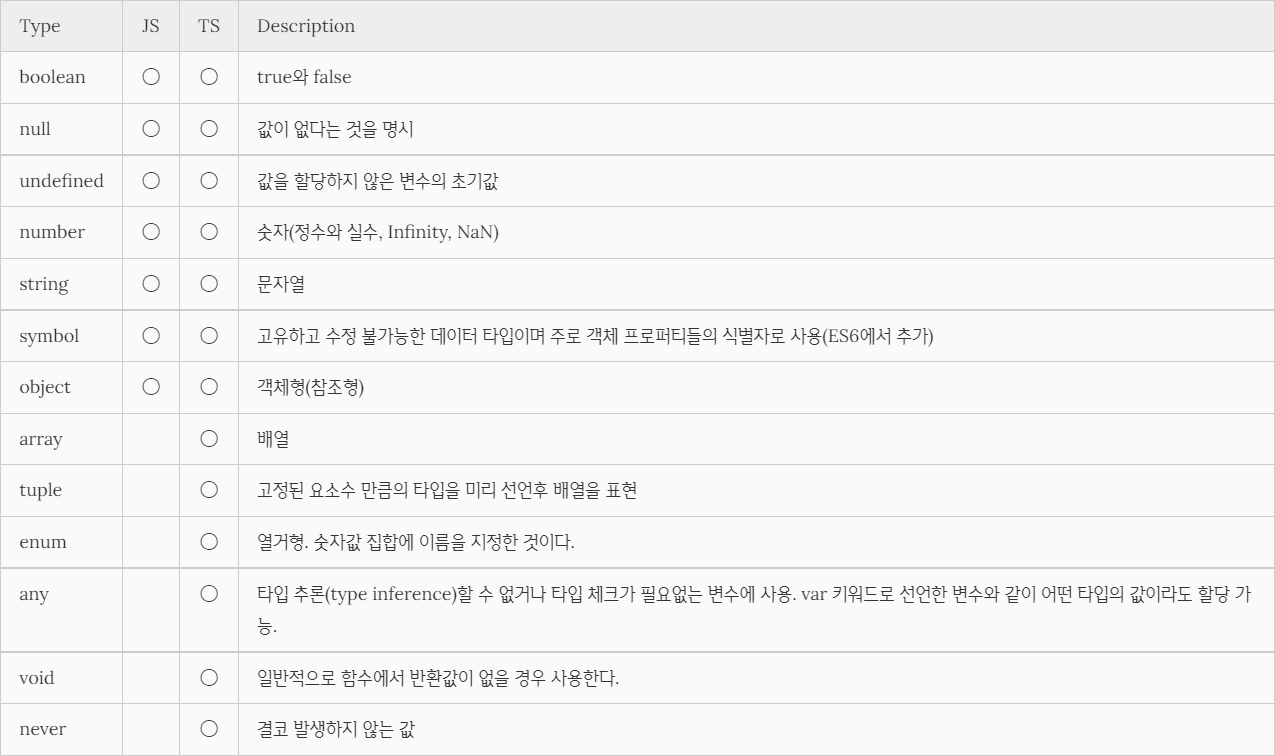 Type JS TS Description
boolean ◯ ◯ true와 false
null ◯ ◯ 값이 없다는 것을 명시
undefined ◯ ◯ 값을 할당하지 않은 변수의 초기값
number ◯ ◯ 숫자(정수와 실수, Infinity, NaN)
string ◯ ◯ 문자열
symbol ◯ ◯ 고유하고 수정 불가능한 데이터 타입이며 주로 객체 프로퍼티들의 식별자로 사용(ES6에서 추가)
object ◯ ◯ 객체형(참조형)
array ◯ 배열
tuple ◯ 고정된 요소수 만큼의 타입을 미리 선언후 배열을 표현
enum ◯ 열거형. 숫자값 집합에 이름을 지정한 것이다.
any ◯ 타입 추론(type inference)할 수 없거나 타입 체크가 필요없는 변수에 사용. var 키워드로 선언한 변수와 같이 어떤 타입의 값이라도 할당 가
능.
void ◯ 일반적으로 함수에서 반환값이 없을 경우 사용한다.
never ◯ 결코 발생하지 않는 값